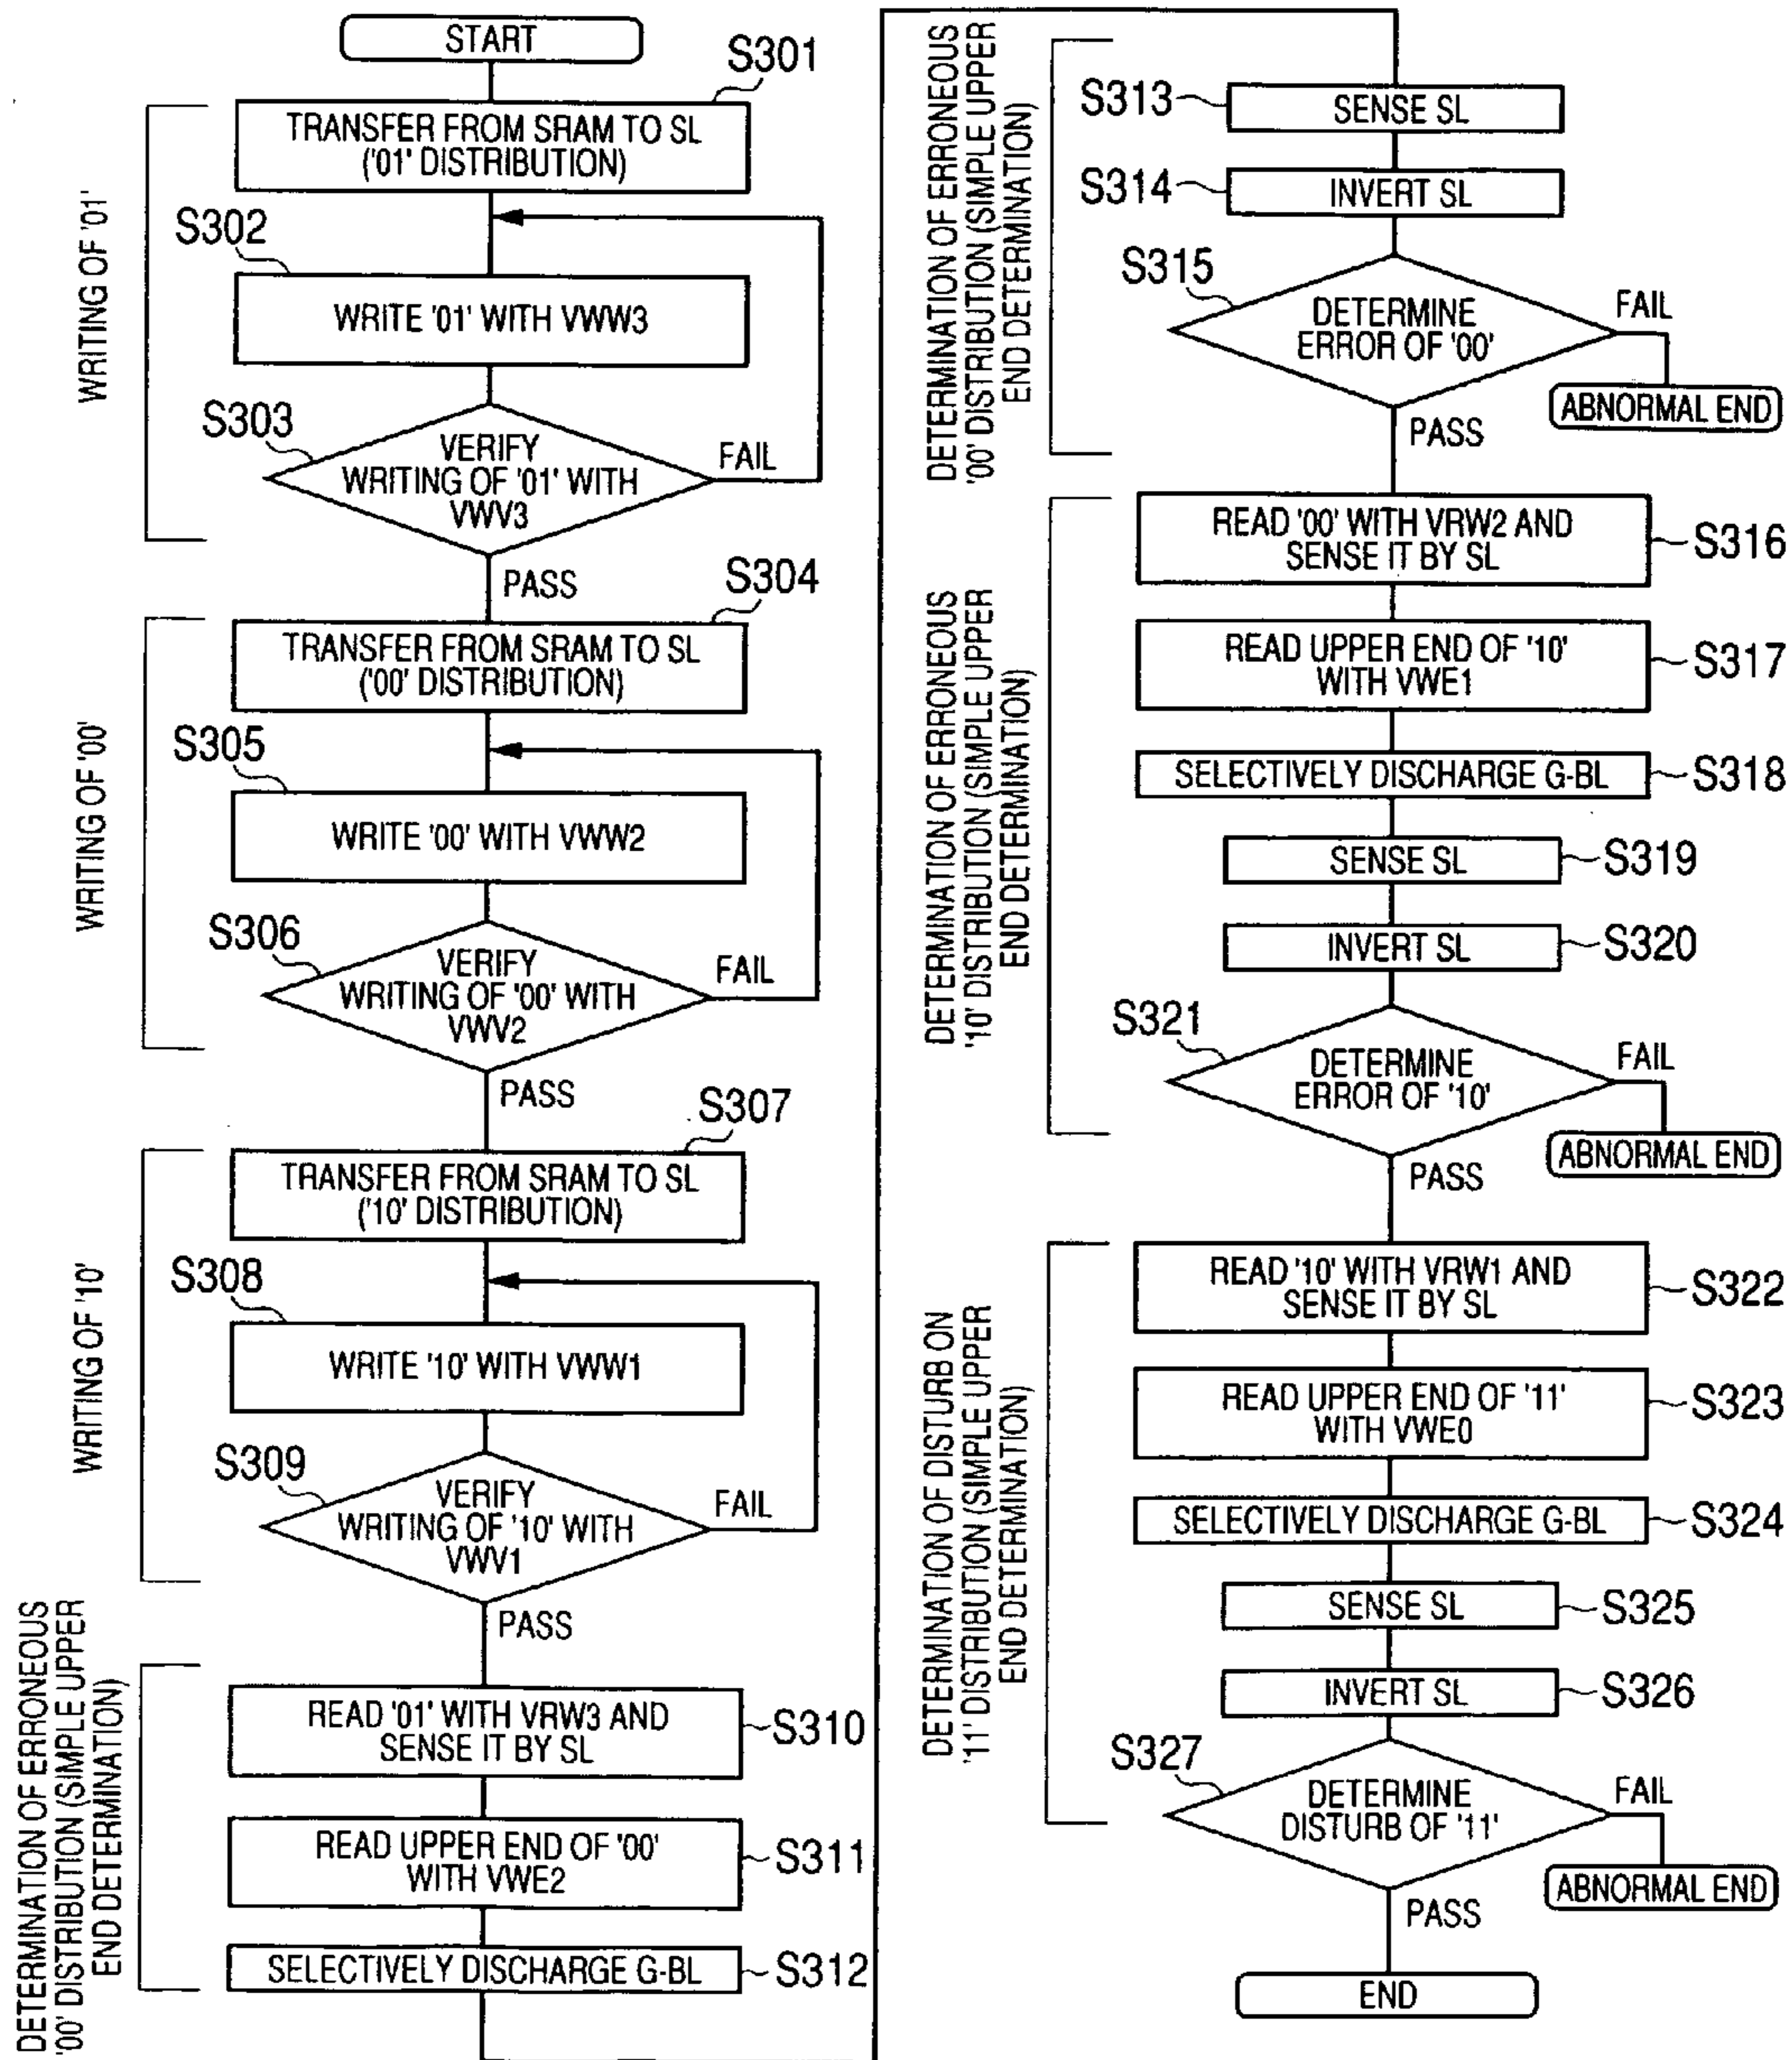 START
S301
TRANSFER FROM SRAM TO SL
('01' DISTRIBUTION)
S302
WRITE '01' WITH VWW3
S303
VERIFY
WRITING OF '01' WITH
VWV3
FAIL
PASS
WRITING OF '01'
S304
TRANSFER FROM SRAM TO SL
('00' DISTRIBUTION)
S305
WRITE '00' WITH VWW2
S306
VERIFY
WRITING OF '00' WITH
VWV2
FAIL
PASS
WRITING OF '00'
S307
TRANSFER FROM SRAM TO SL
('10' DISTRIBUTION)
S308
WRITE '10' WITH VWW1
S309
VERIFY
WRITING OF '10' WITH
VWV1
FAIL
PASS
WRITING OF '10'
DETERMINATION OF ERRONEOUS
'00' DISTRIBUTION (SIMPLE UPPER
END DETERMINATION)
READ '01' WITH VRW3 AND
SENSE IT BY SL
S310
READ UPPER END OF '00'
WITH VWE2
S311
SELECTIVELY DISCHARGE G-BL
S312
DETERMINATION OF ERRONEOUS
'00' DISTRIBUTION (SIMPLE UPPER
END DETERMINATION)
S313
SENSE SL
S314
INVERT SL
S315
DETERMINE
ERROR OF '00'
FAIL
ABNORMAL END
PASS
DETERMINATION OF ERRONEOUS
'10' DISTRIBUTION (SIMPLE UPPER
END DETERMINATION)
READ '00' WITH VRW2 AND
SENSE IT BY SL
S316
READ UPPER END OF '10'
WITH VWE1
S317
SELECTIVELY DISCHARGE G-BL
S318
SENSE SL
S319
INVERT SL
S320
S321
DETERMINE
ERROR OF '10'
FAIL
ABNORMAL END
PASS
DETERMINATION OF DISTURB ON
'11' DISTRIBUTION (SIMPLE UPPER
END DETERMINATION)
READ '10' WITH VRW1 AND
SENSE IT BY SL
S322
READ UPPER END OF '11'
WITH VWE0
S323
SELECTIVELY DISCHARGE G-BL
S324
SENSE SL
S325
INVERT SL
S326
S327
DETERMINE
DISTURB OF '11'
FAIL
ABNORMAL END
PASS
END